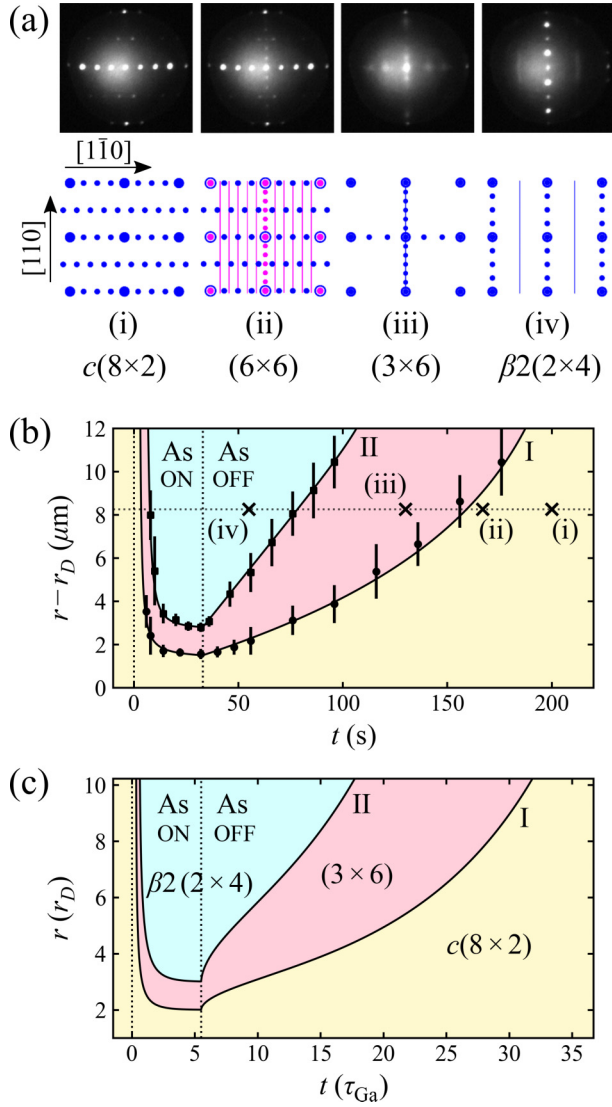 (a)
[11̅0]
[110]
(i) (ii) (iii) (iv)
c(8×2) (6×6) (3×6) β2(2×4)
(b)
12
10
8
6
4
2
0
r−r_D (μm)
As ON
As OFF
II
I
(iv)
(iii)
(ii)
(i)
0 50 100 150 200
t (s)
(c)
10
8
6
4
2
r (r_D)
As ON
As OFF
II
I
β2(2×4)
(3×6)
c(8×2)
0 5 10 15 20 25 30 35
t (τ_Ga)